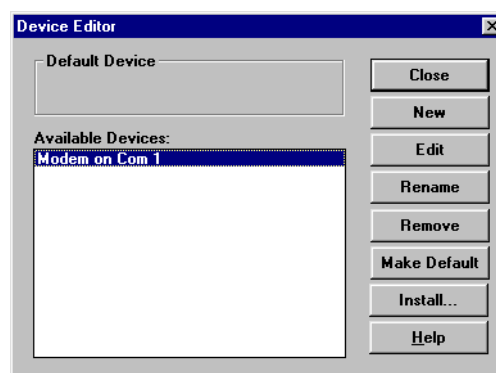 Device Editor
Default Device
Available Devices:
Modem on Com 1
Close
New
Edit
Rename
Remove
Make Default
Install...
Help